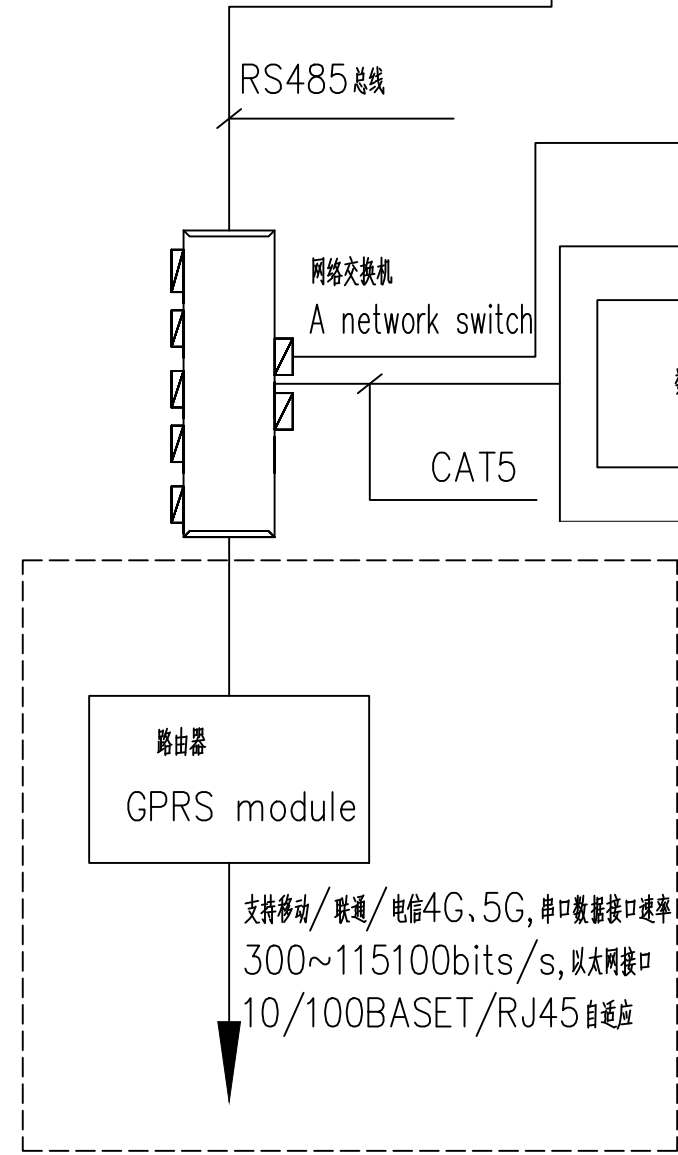 RS485总线
网络交换机
A network switch
CAT5
路由器
GPRS module
支持移动/联通/电信4G、5G,串口数据接口速率
300~115100bits/s,以太网接口
10/100BASET/RJ45自适应